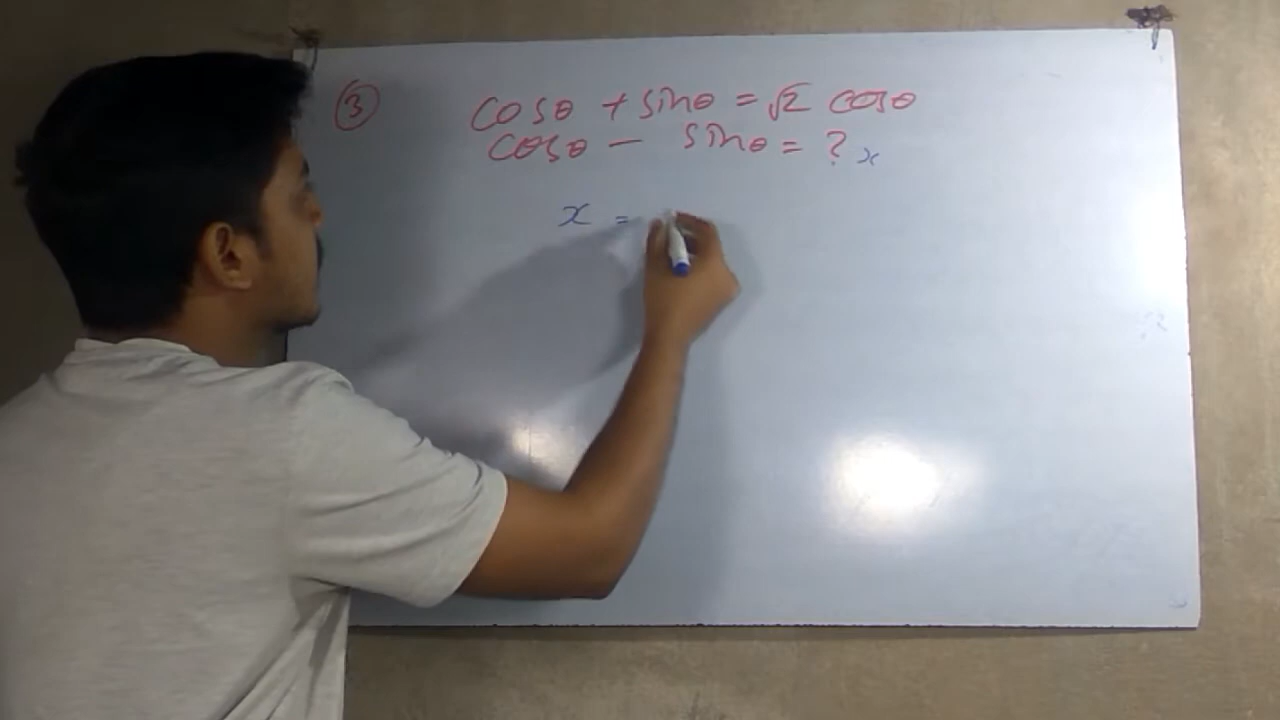 ③ cosθ + sinθ = √2 cosθ
cosθ − sinθ = ? x
x =